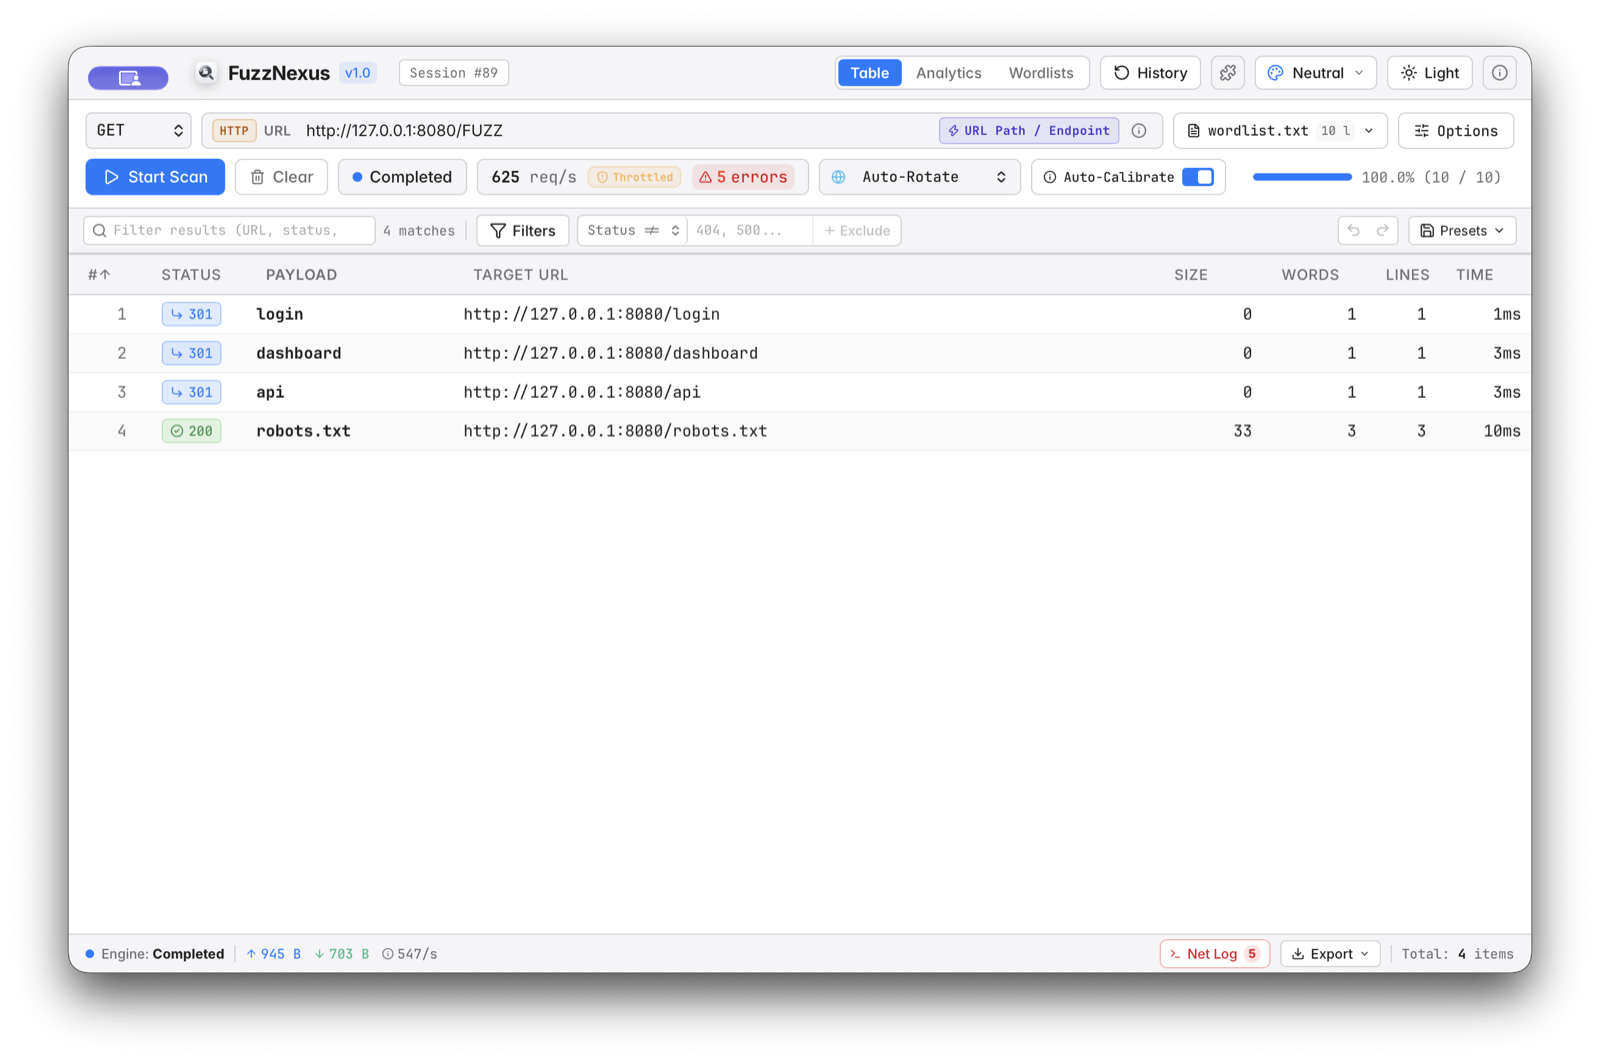 FuzzNexus v1.0 Session #89 Table Analytics Wordlists History Neutral Light
GET HTTP URL http://127.0.0.1:8080/FUZZ URL Path / Endpoint wordlist.txt 10 l Options
Start Scan Clear Completed 625 req/s Throttled 5 errors Auto-Rotate Auto-Calibrate 100.0% (10 / 10)
Filter results (URL, status, 4 matches Filters Status ≠ 404, 500... + Exclude Presets
#↑ STATUS PAYLOAD TARGET URL SIZE WORDS LINES TIME
1 301 login http://127.0.0.1:8080/login 0 1 1 1ms
2 301 dashboard http://127.0.0.1:8080/dashboard 0 1 1 3ms
3 301 api http://127.0.0.1:8080/api 0 1 1 3ms
4 200 robots.txt http://127.0.0.1:8080/robots.txt 33 3 3 10ms
Engine: Completed ↑ 945 B ↓ 703 B 547/s Net Log 5 Export Total: 4 items